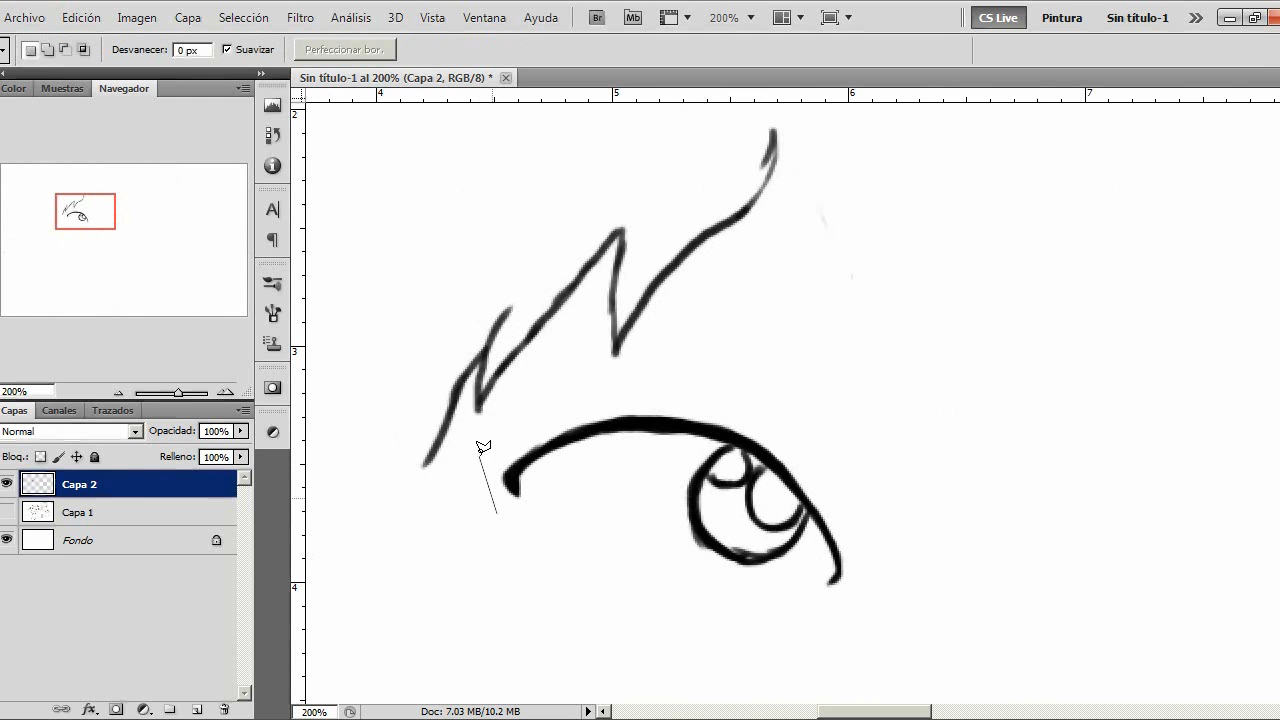 Archivo Edición Imagen Capa Selección Filtro Análisis 3D Vista Ventana Ayuda Br Mb 200% CS Live Pintura Sin título-1
Desvanecer: 0 px Suavizar Perfeccionar bor.
Color Muestras Navegador
Sin título-1 al 200% (Capa 2, RGB/8) *
4 5 6 7
2
3
4
200%
Capas Canales Trazados
Normal Opacidad: 100%
Bloq.: Relleno: 100%
Capa 2
Capa 1
Fondo
fx
200% Doc: 7.03 MB/10.2 MB